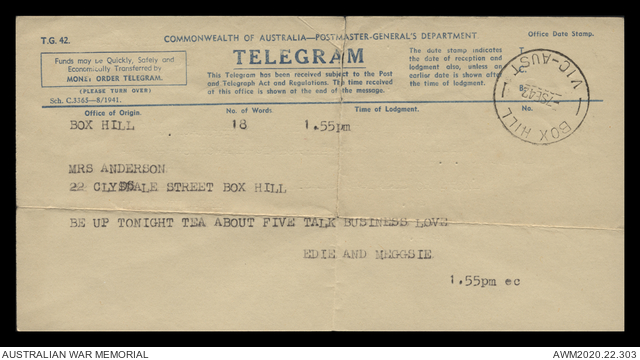 T.G. 42.
COMMONWEALTH OF AUSTRALIA—POSTMASTER-GENERAL'S DEPARTMENT
Office Date Stamp.
Funds may be Quickly, Safely and
Economically Transferred by
MONEY ORDER TELEGRAM.
(PLEASE TURN OVER)
Sch. C.5565—8/1941.
TELEGRAM
This Telegram has been received subject to the Post
and Telegraph Act and Regulations. The time received
at this office is shown at the end of the message.
The date stamp indicates
the date of reception and
lodgment also, unless an
earlier date is shown after
the time of lodgment.
BOX HILL
VIC-AUST
7SE42
No.
Office of Origin.
No. of Words.
Time of Lodgment.
BOX HILL 18 1.55pm
MRS ANDERSON
22 STREET BOX HILL
BE UP TONIGHT TEA ABOUT FIVE TALK BUSINESS LOVE
EDIE AND MEGGSIE
1.55pm ec
AUSTRALIAN WAR MEMORIAL
AWM2020.22.303